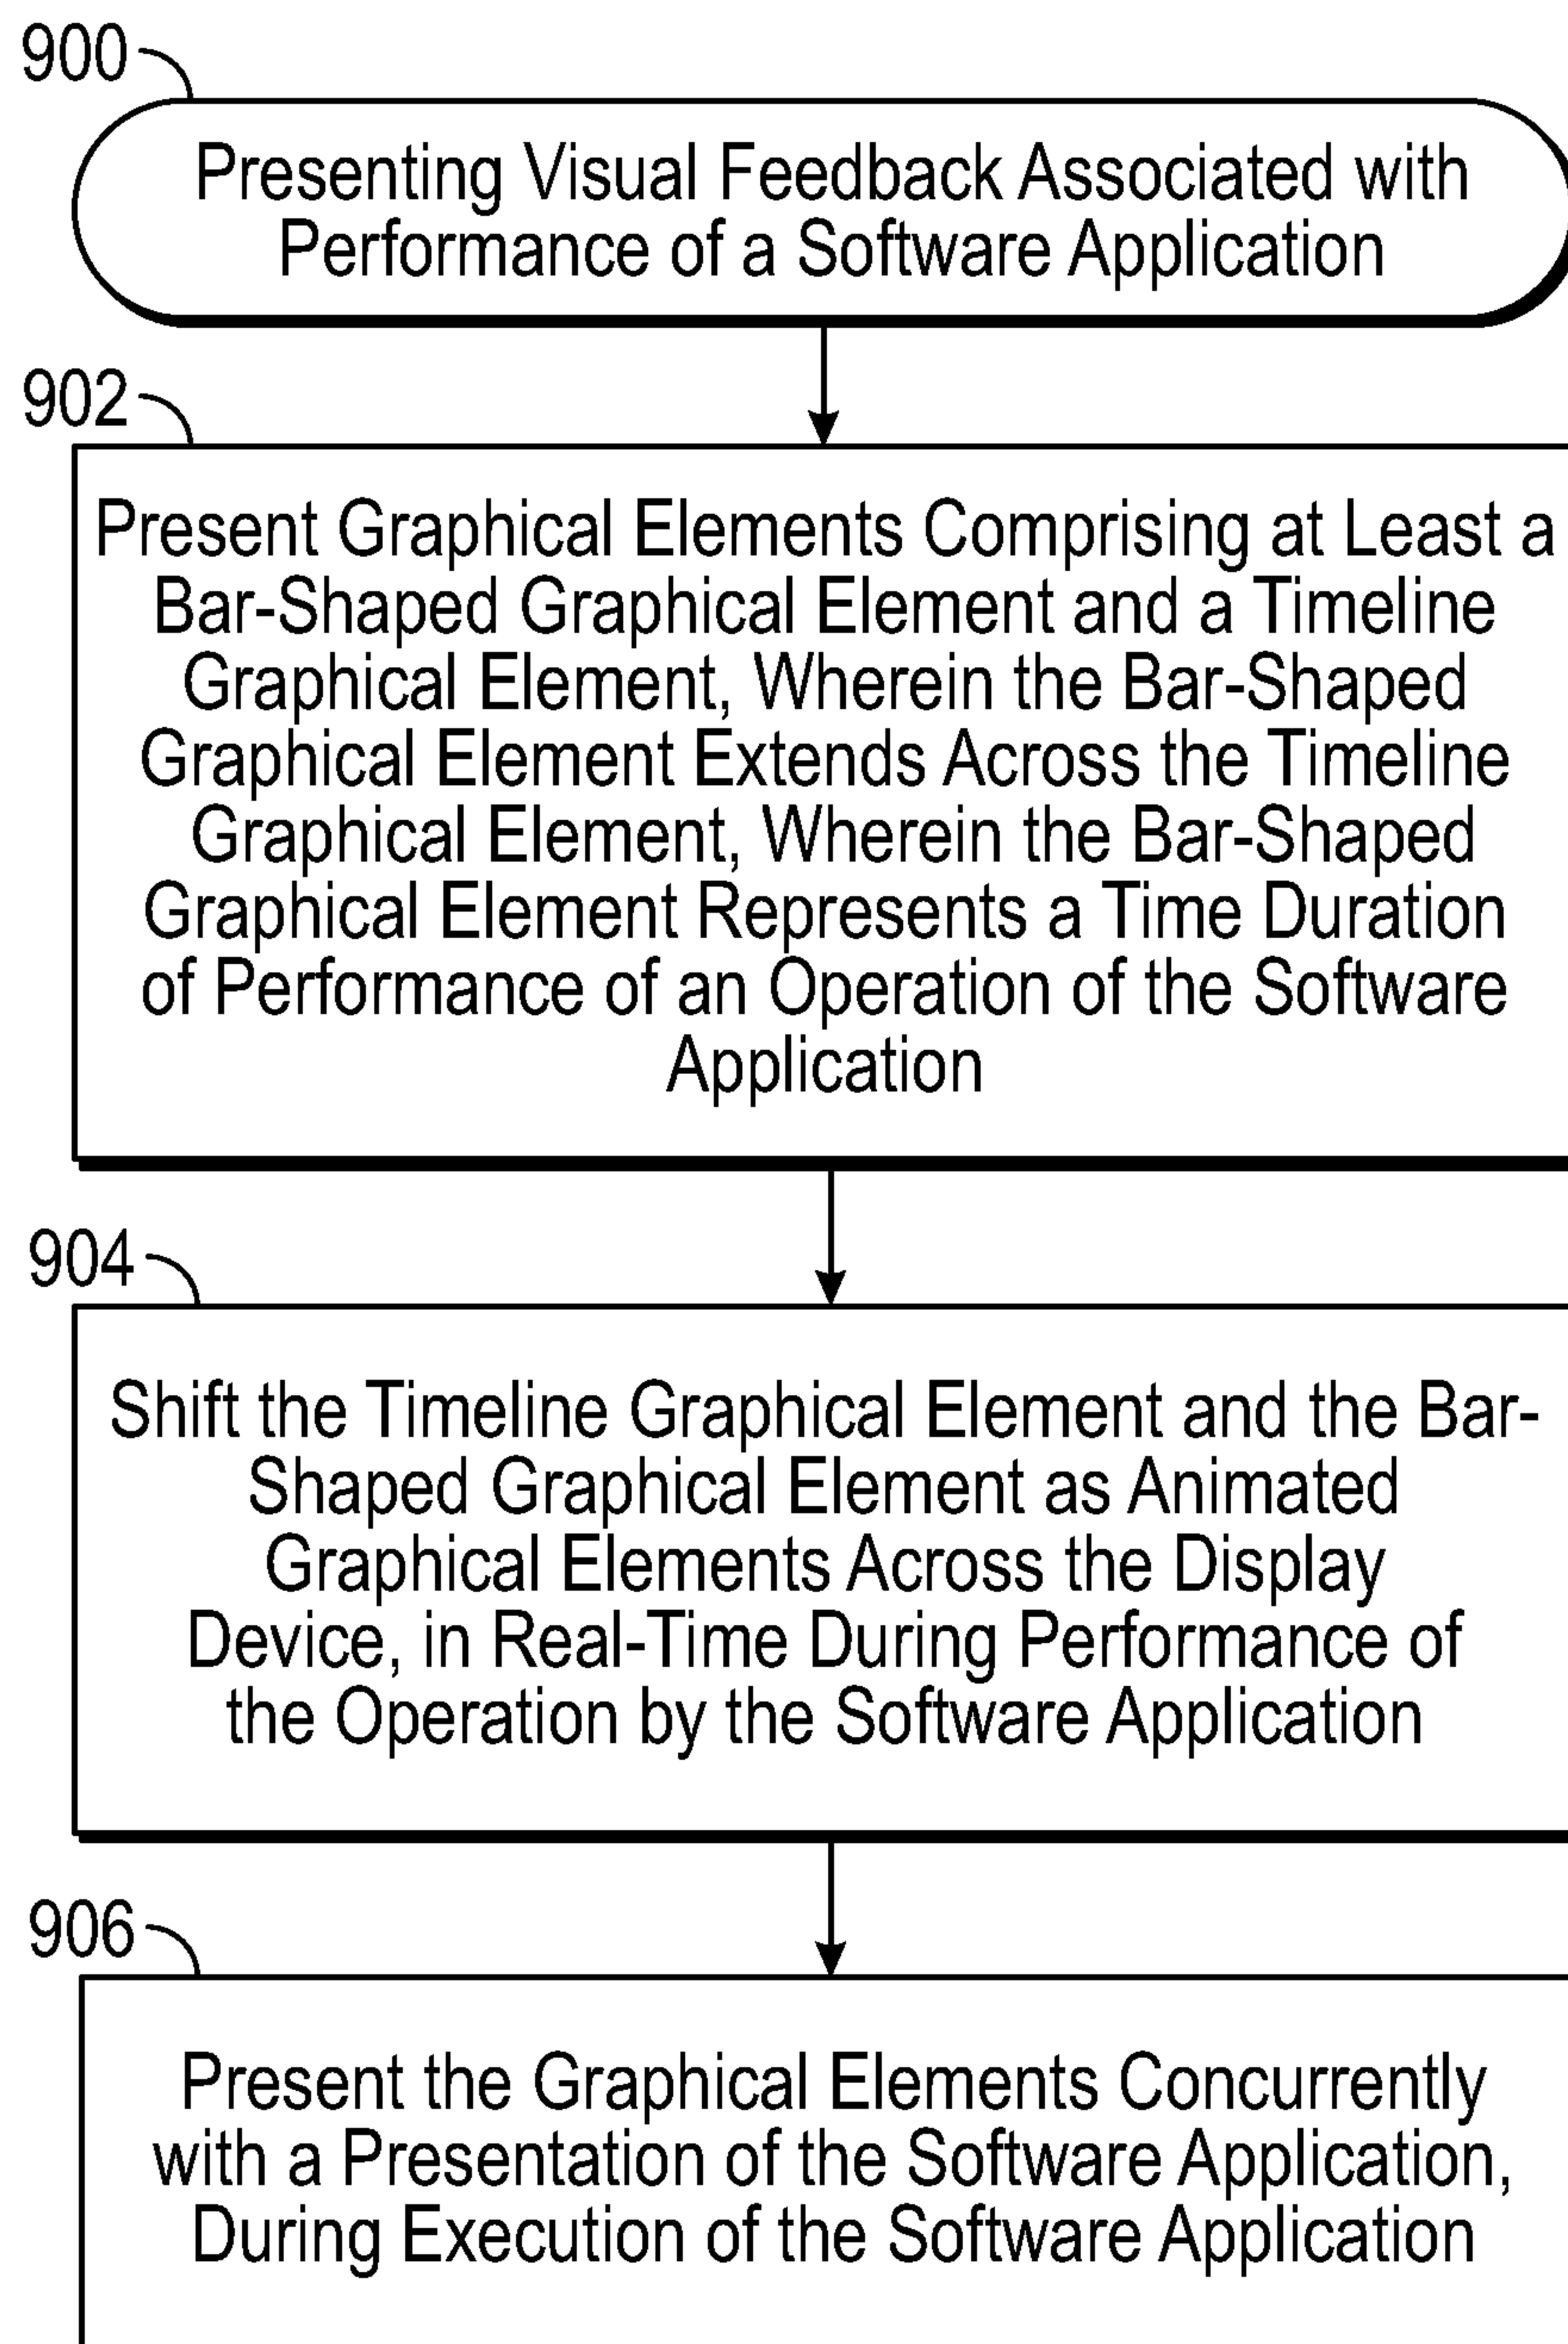 900
Presenting Visual Feedback Associated with
Performance of a Software Application
902
Present Graphical Elements Comprising at Least a
Bar-Shaped Graphical Element and a Timeline
Graphical Element, Wherein the Bar-Shaped
Graphical Element Extends Across the Timeline
Graphical Element, Wherein the Bar-Shaped
Graphical Element Represents a Time Duration
of Performance of an Operation of the Software
Application
904
Shift the Timeline Graphical Element and the Bar-
Shaped Graphical Element as Animated
Graphical Elements Across the Display
Device, in Real-Time During Performance of
the Operation by the Software Application
906
Present the Graphical Elements Concurrently
with a Presentation of the Software Application,
During Execution of the Software Application